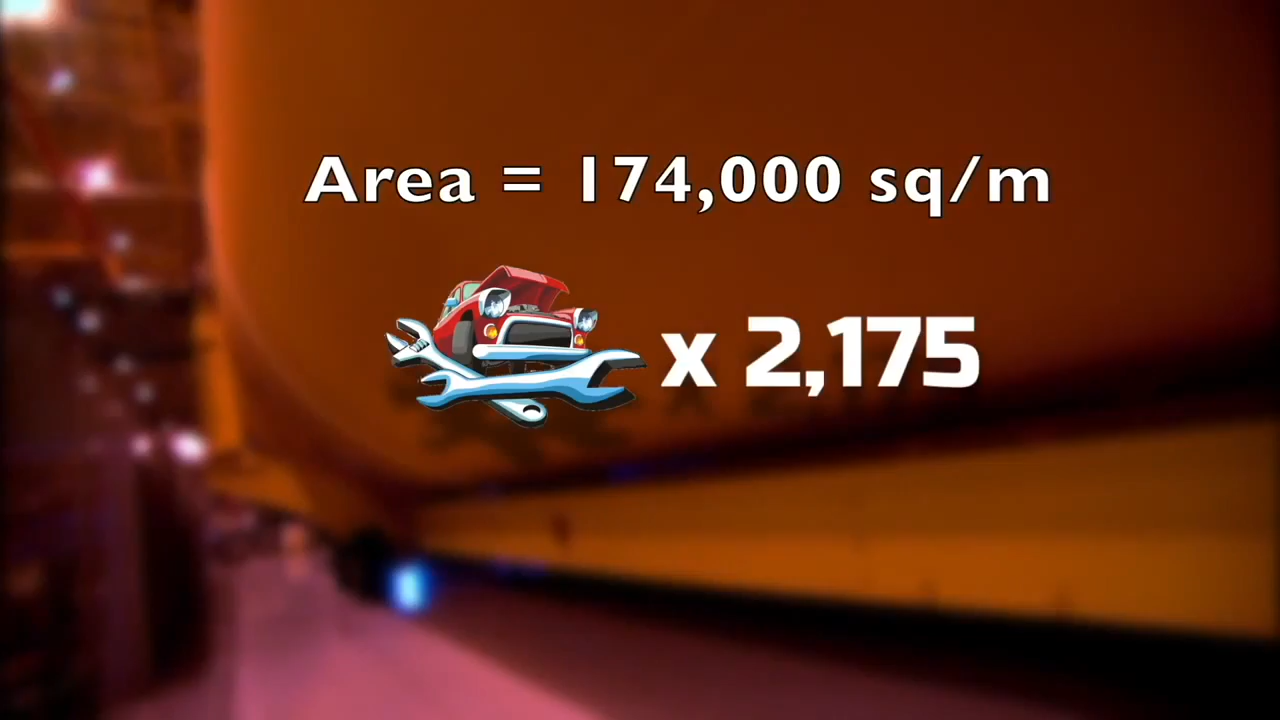 Area = 174,000 sq/m
x 2,175